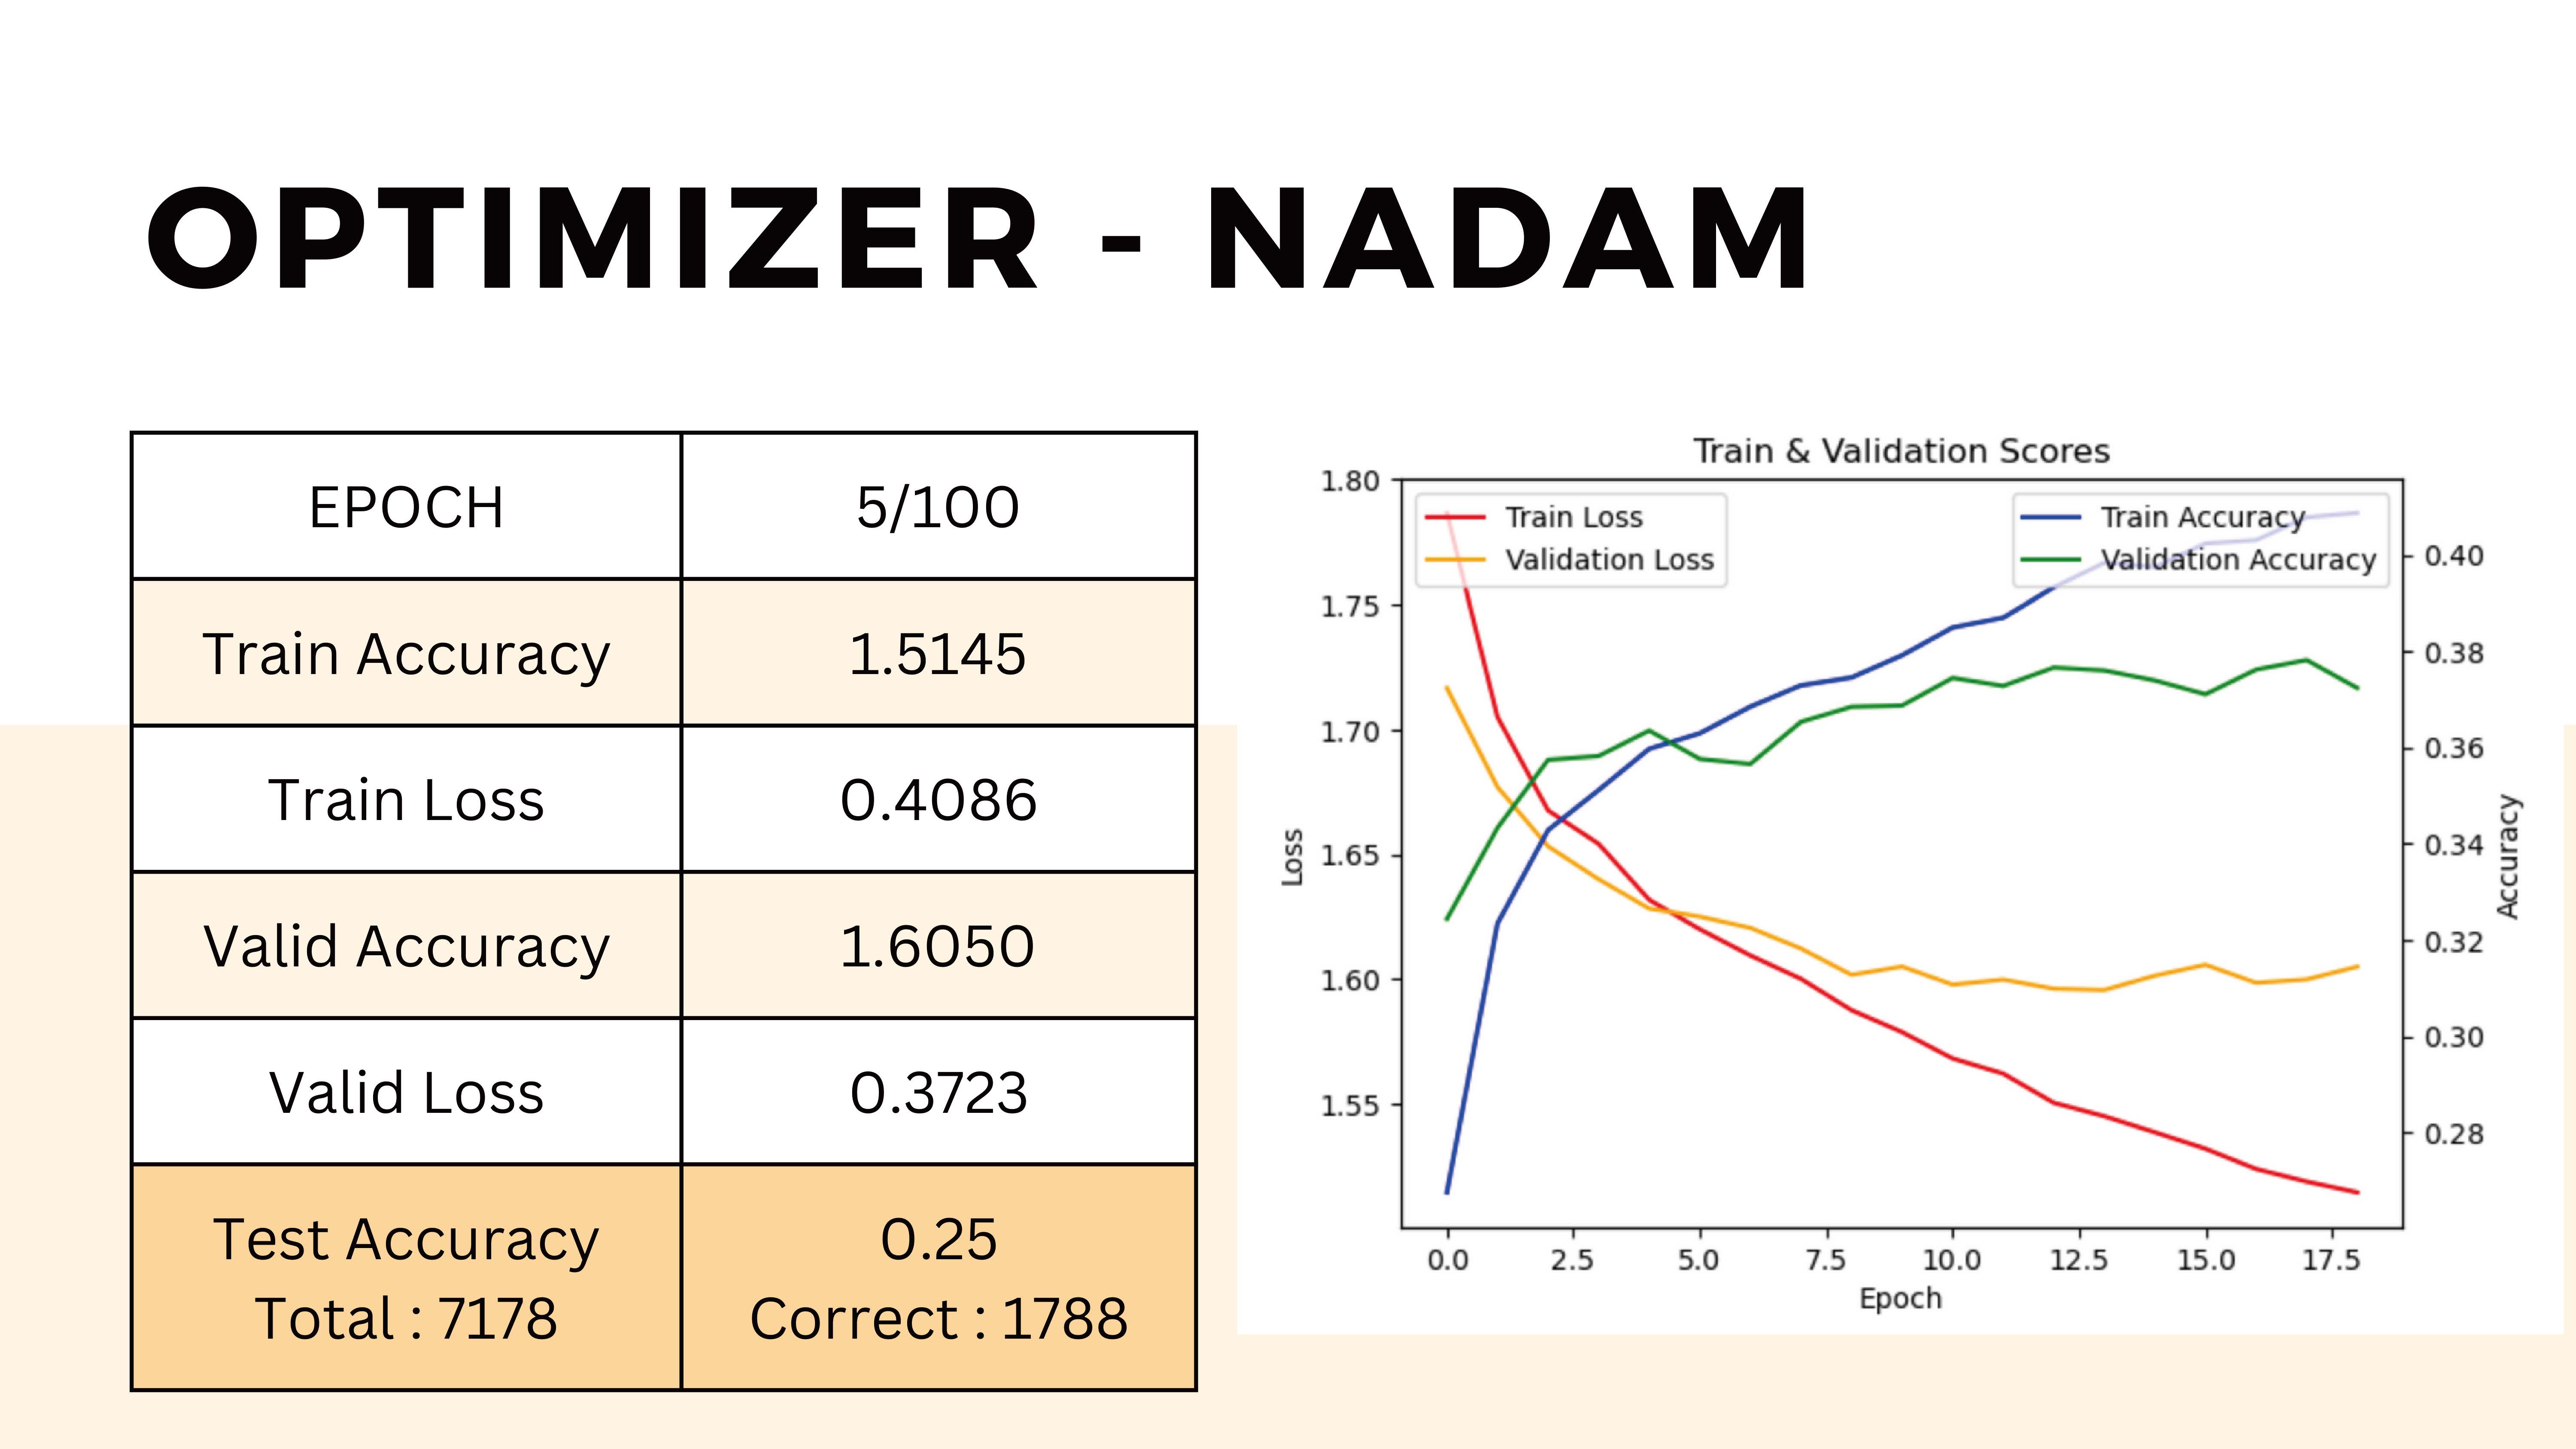 OPTIMIZER - NADAM
EPOCH 5/100
Train Accuracy 1.5145
Train Loss 0.4086
Valid Accuracy 1.6050
Valid Loss 0.3723
Test Accuracy 0.25
Total : 7178 Correct : 1788
Train & Validation Scores
Train Loss
Validation Loss
Train Accuracy
Validation Accuracy
Loss
1.80
1.75
1.70
1.65
1.60
1.55
0.40
0.38
0.36
0.34
0.32
0.30
0.28
Accuracy
0.0 2.5 5.0 7.5 10.0 12.5 15.0 17.5
Epoch